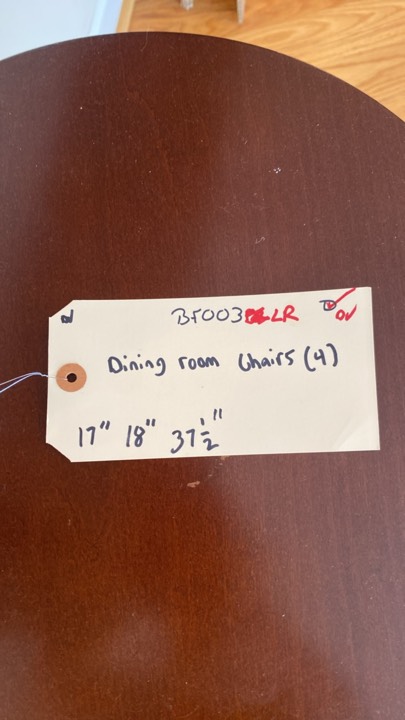 BF003 LR
Dining room Chairs (4)
17" 18" 37½"